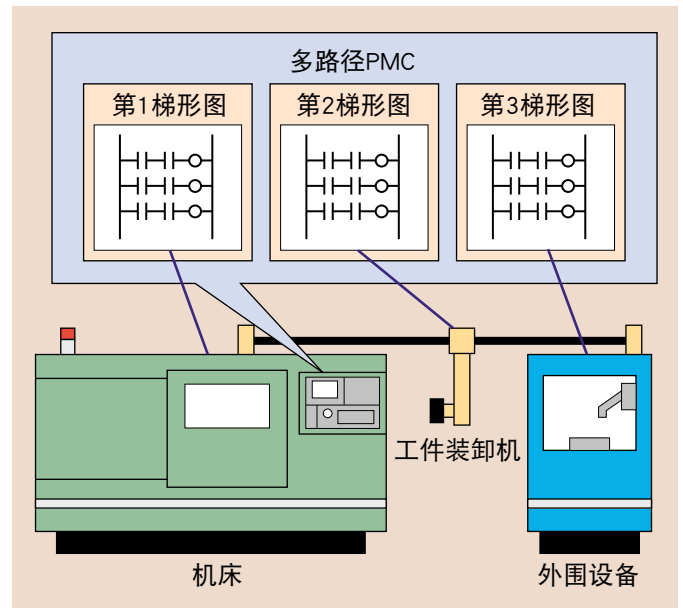 多路径PMC
第1梯形图
第2梯形图
第3梯形图
工件装卸机
机床
外围设备